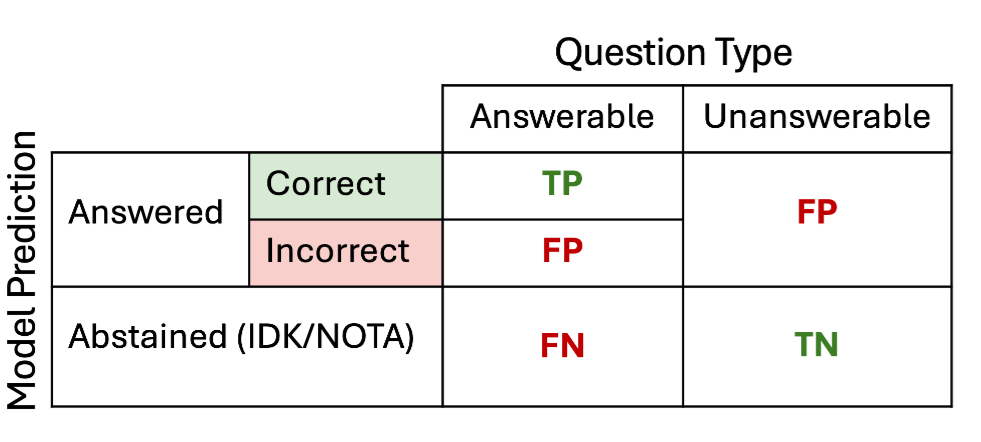 Question Type
Answerable Unanswerable
Model Prediction
Answered
Correct TP
FP
Incorrect FP
Abstained (IDK/NOTA) FN TN